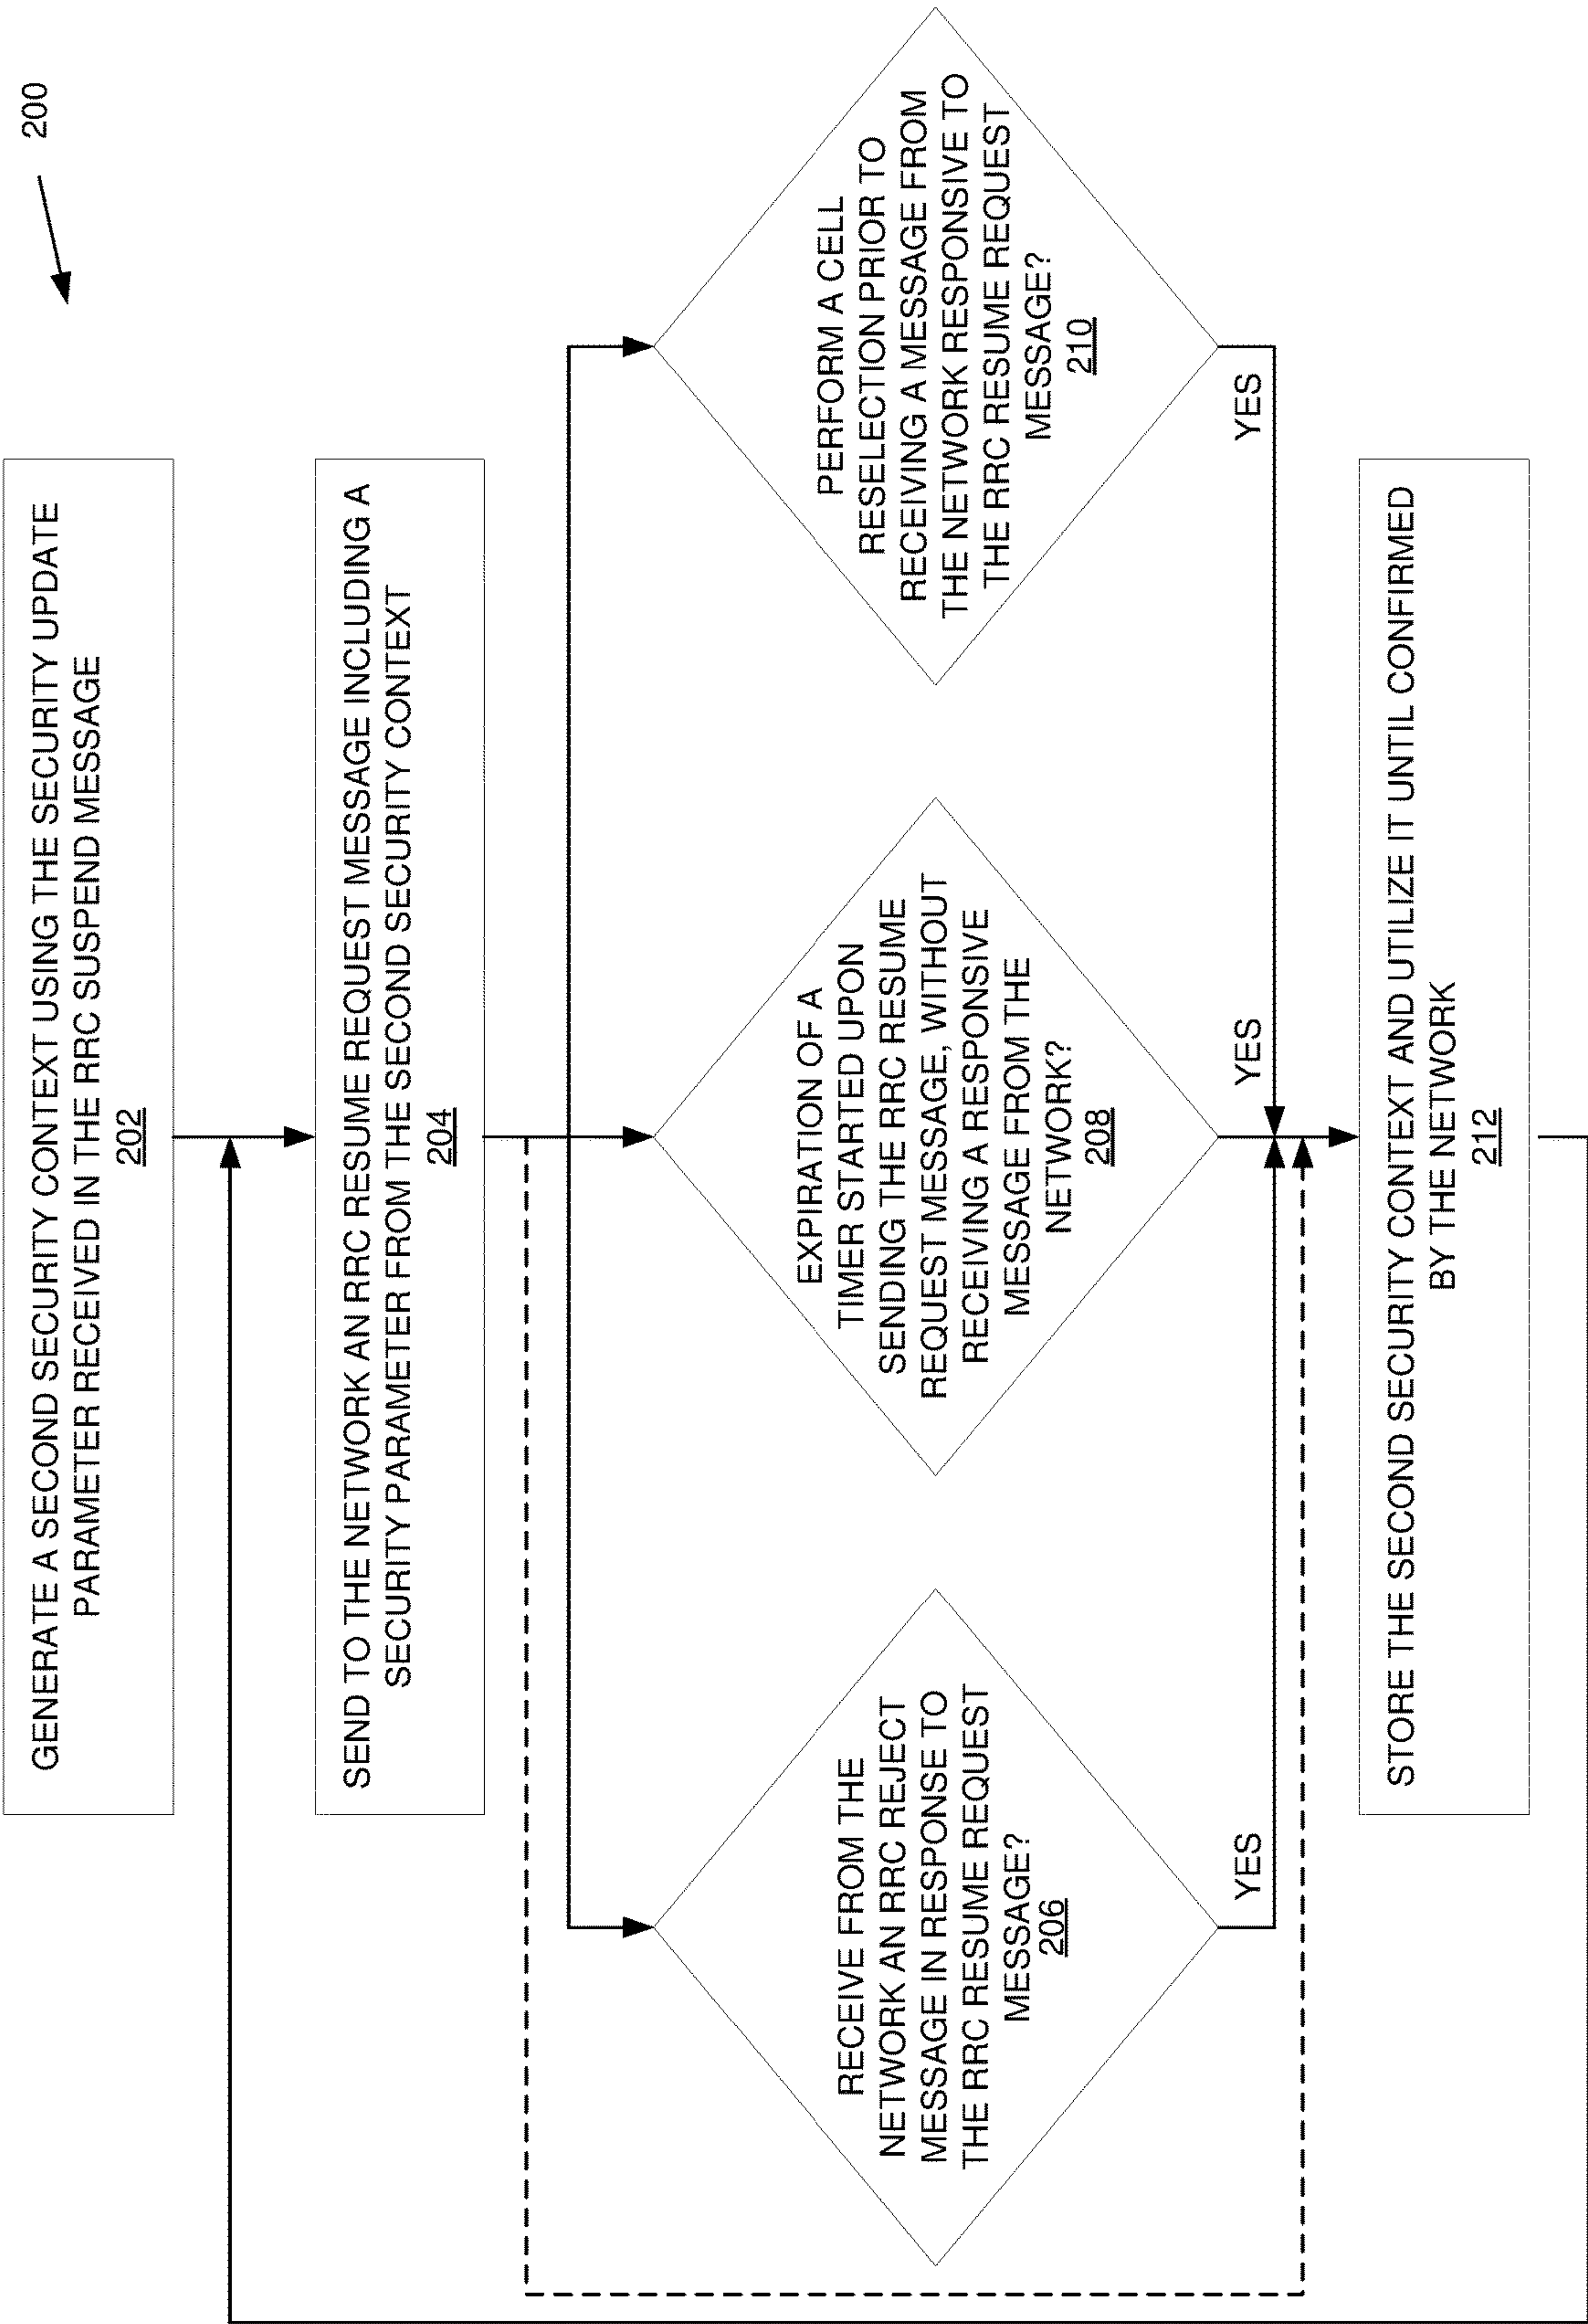 200
GENERATE A SECOND SECURITY CONTEXT USING THE SECURITY UPDATE
PARAMETER RECEIVED IN THE RRC SUSPEND MESSAGE
202
SEND TO THE NETWORK AN RRC RESUME REQUEST MESSAGE INCLUDING A
SECURITY PARAMETER FROM THE SECOND SECURITY CONTEXT
204
RECEIVE FROM THE
NETWORK AN RRC REJECT
MESSAGE IN RESPONSE TO
THE RRC RESUME REQUEST
MESSAGE?
206
YES
EXPIRATION OF A
TIMER STARTED UPON
SENDING THE RRC RESUME
REQUEST MESSAGE, WITHOUT
RECEIVING A RESPONSIVE
MESSAGE FROM THE
NETWORK?
208
YES
PERFORM A CELL
RESELECTION PRIOR TO
RECEIVING A MESSAGE FROM
THE NETWORK RESPONSIVE TO
THE RRC RESUME REQUEST
MESSAGE?
210
YES
STORE THE SECOND SECURITY CONTEXT AND UTILIZE IT UNTIL CONFIRMED
BY THE NETWORK
212